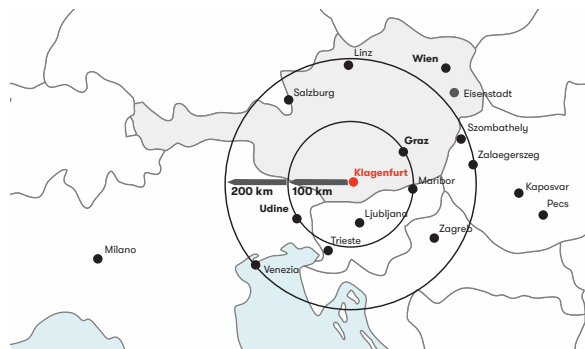 Linz
Wien
Salzburg
Eisenstadt
Szombathely
Graz
Zalaegerszeg
Klagenfurt
Maribor
200 km
100 km
Kaposvar
Udine
Ljubljana
Pecs
Zagreb
Trieste
Milano
Venezia